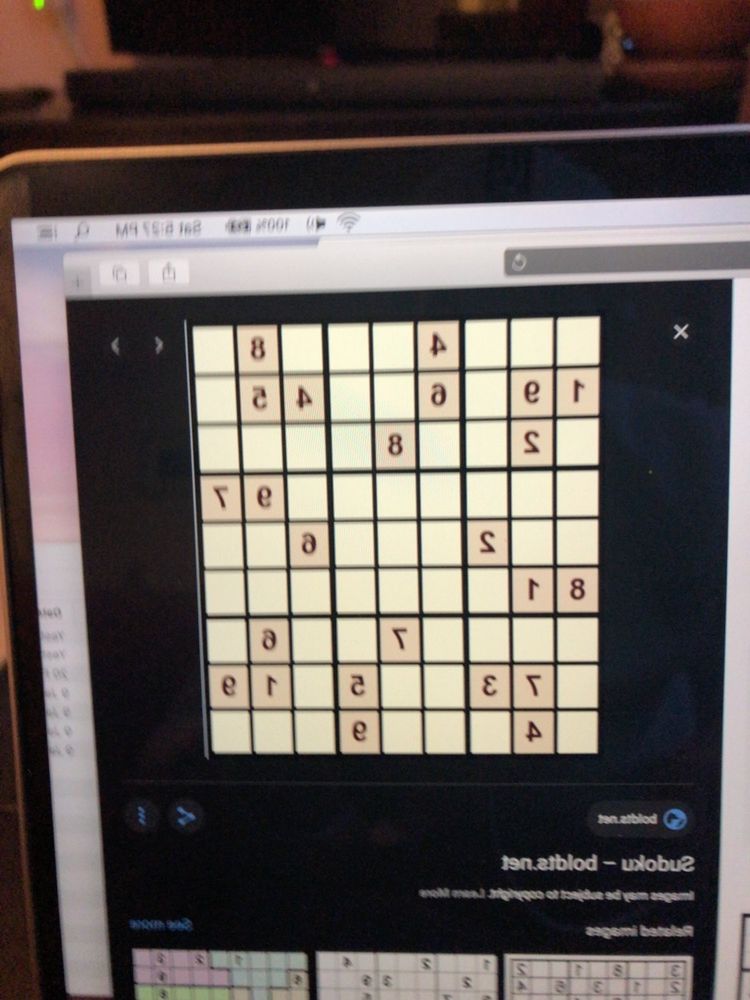 100% Sat PM
4 8
1 9 6 4 5
2 8
9 7
2 6
8 1
7 6
7 3 5 1 9
4 9
boldts.net
Sudoku – boldts.net
Images may be subject to copyright. Learn More
Related images See more